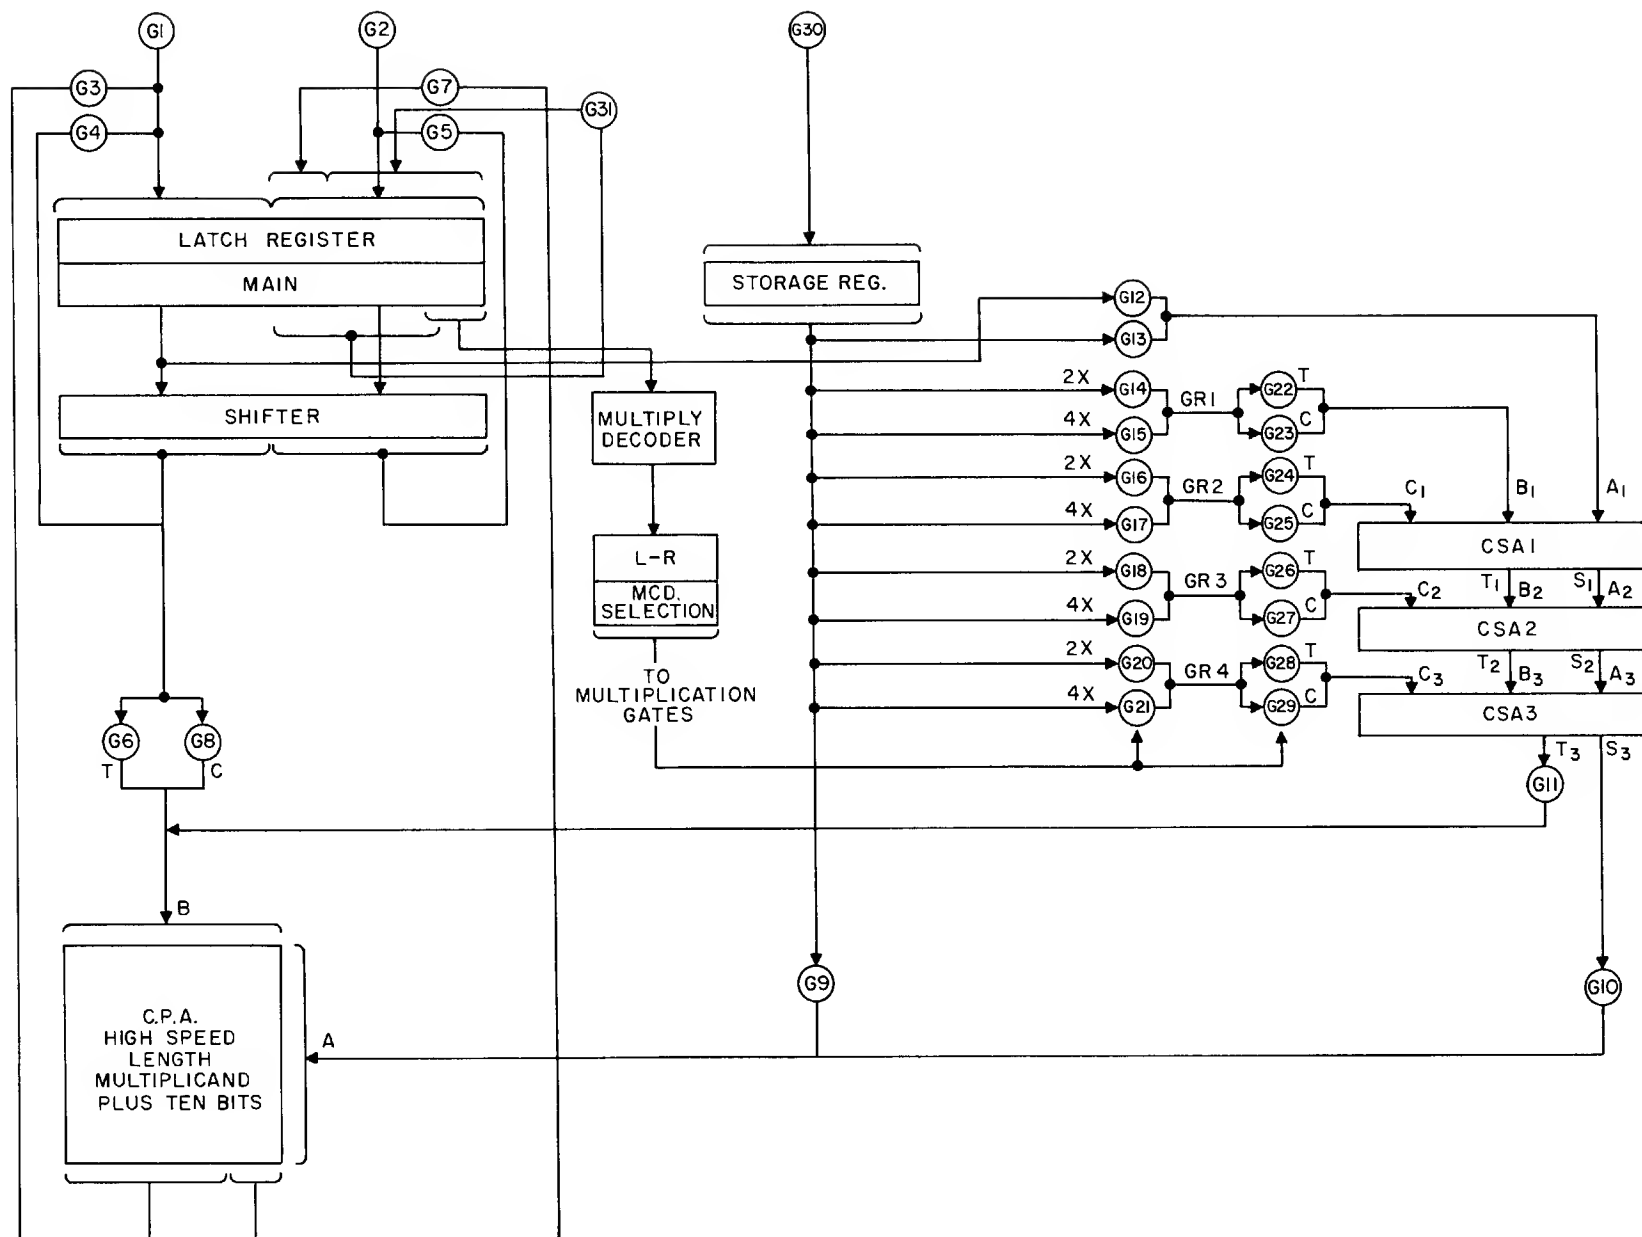 G1
G2
G30
G3
G7
G31
G4
G5
LATCH REGISTER
MAIN
STORAGE REG.
G12
G13
2X
G14
GR1
G22
T
4X
G15
G23
C
SHIFTER
MULTIPLY
DECODER
2X
G16
GR2
G24
T
4X
G17
G25
C
C1
B1
A1
CSA1
L-R
MCD.
SELECTION
2X
G18
GR3
G26
T
4X
G19
G27
C
C2
T1
B2
S1
A2
CSA2
2X
G20
GR4
G28
T
4X
G21
G29
C
C3
T2
B3
S2
A3
CSA3
TO
MULTIPLICATION
GATES
G6
G8
T
C
T3
S3
G11
B
G9
G10
A
C.P.A.
HIGH SPEED
LENGTH
MULTIPLICAND
PLUS TEN BITS